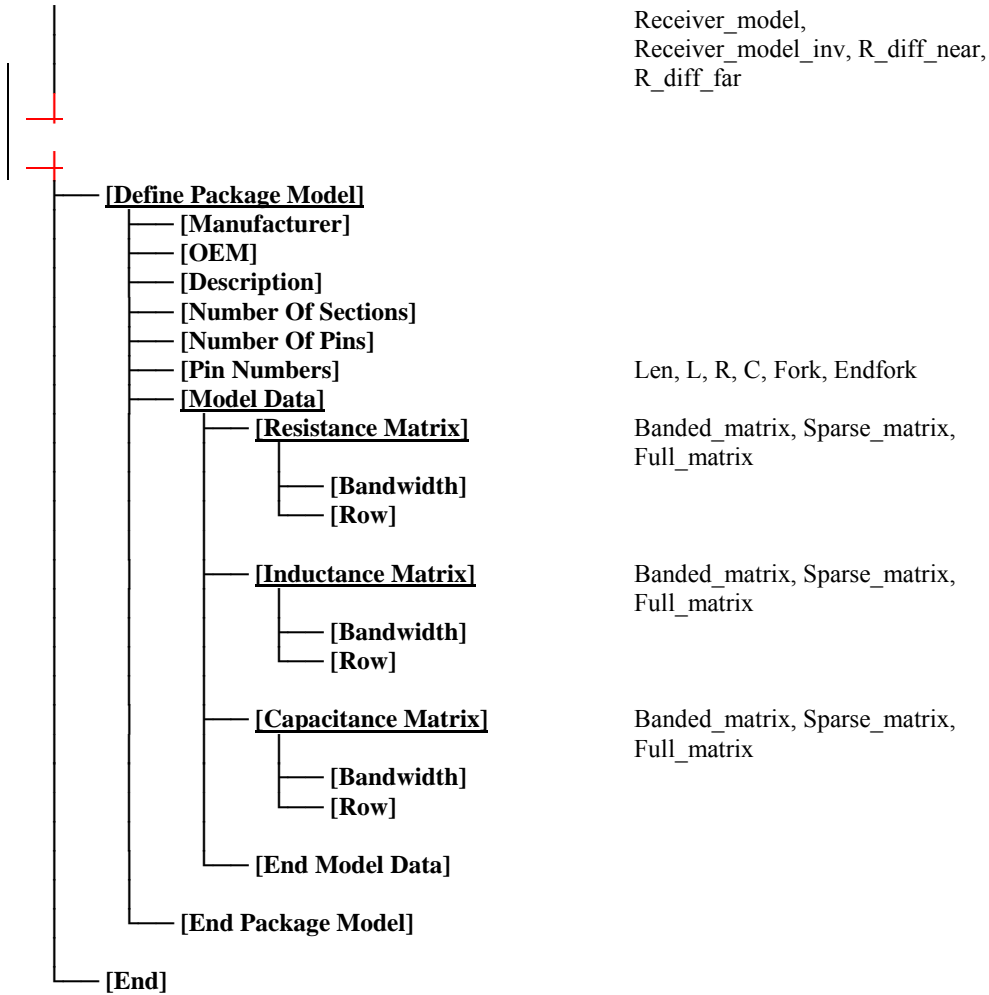 Receiver_model,
Receiver_model_inv, R_diff_near,
R_diff_far
[Define Package Model]
[Manufacturer]
[OEM]
[Description]
[Number Of Sections]
[Number Of Pins]
[Pin Numbers] Len, L, R, C, Fork, Endfork
[Model Data]
[Resistance Matrix] Banded_matrix, Sparse_matrix,
Full_matrix
[Bandwidth]
[Row]
[Inductance Matrix] Banded_matrix, Sparse_matrix,
Full_matrix
[Bandwidth]
[Row]
[Capacitance Matrix] Banded_matrix, Sparse_matrix,
Full_matrix
[Bandwidth]
[Row]
[End Model Data]
[End Package Model]
[End]